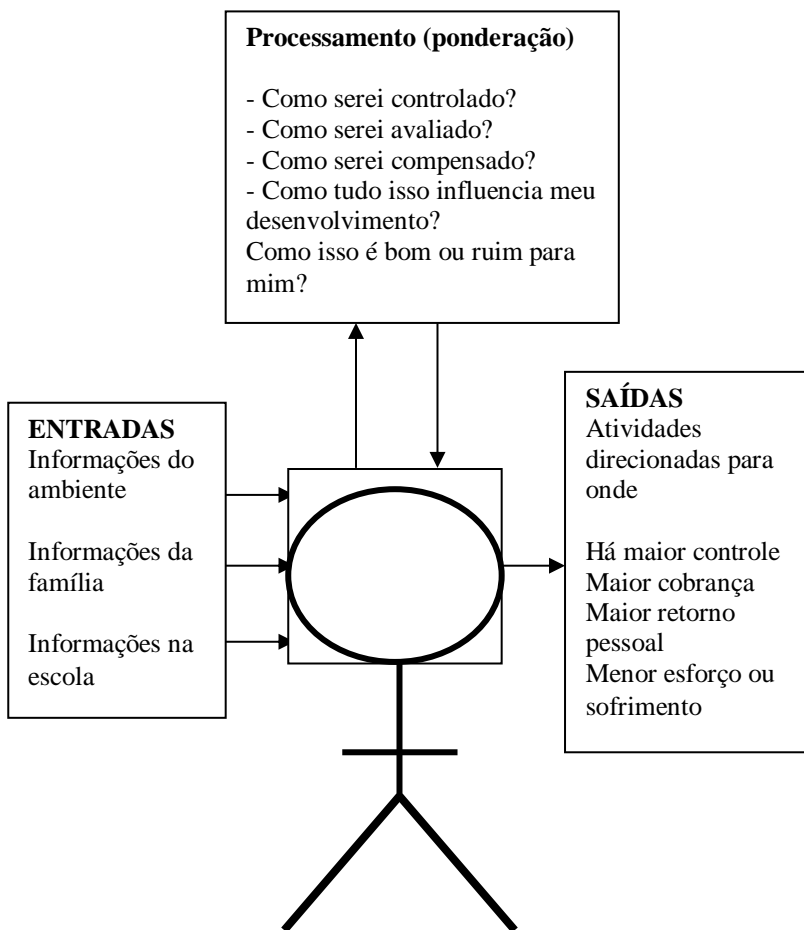 Processamento (ponderação)
- Como serei controlado?
- Como serei avaliado?
- Como serei compensado?
- Como tudo isso influencia meu
desenvolvimento?
Como isso é bom ou ruim para
mim?
ENTRADAS
Informações do
ambiente
Informações da
família
Informações na
escola
SAÍDAS
Atividades
direcionadas para
onde
Há maior controle
Maior cobrança
Maior retorno
pessoal
Menor esforço ou
sofrimento